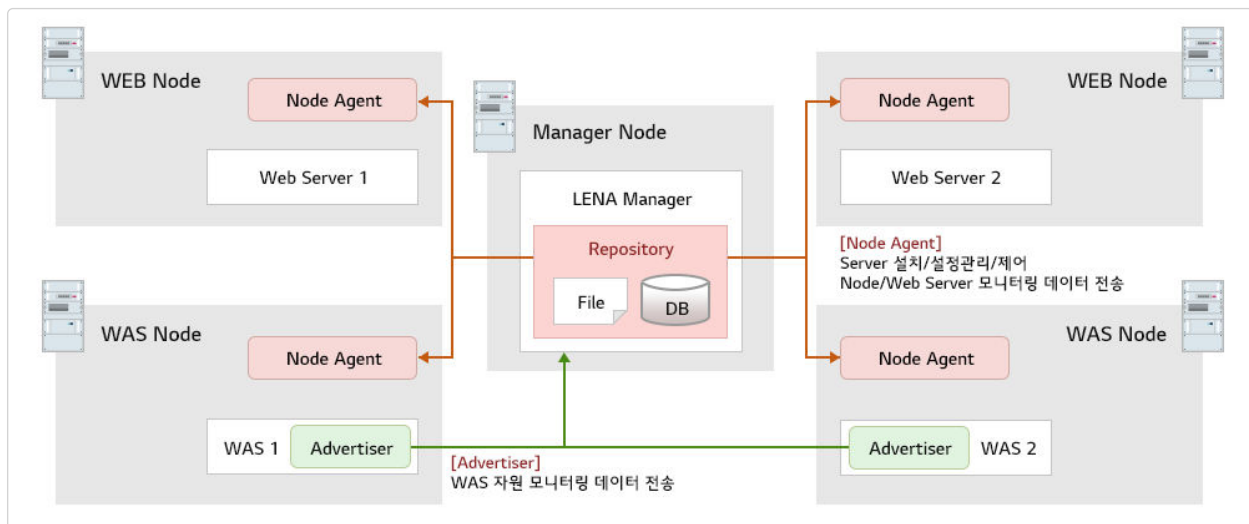 WEB Node
Node Agent
Web Server 1
WAS Node
Node Agent
WAS 1
Advertiser
Manager Node
LENA Manager
Repository
File
DB
[Advertiser]
WAS 자원 모니터링 데이터 전송
WEB Node
Node Agent
Web Server 2
[Node Agent]
Server 설치/설정관리/제어
Node/Web Server 모니터링 데이터 전송
WAS Node
Node Agent
Advertiser
WAS 2